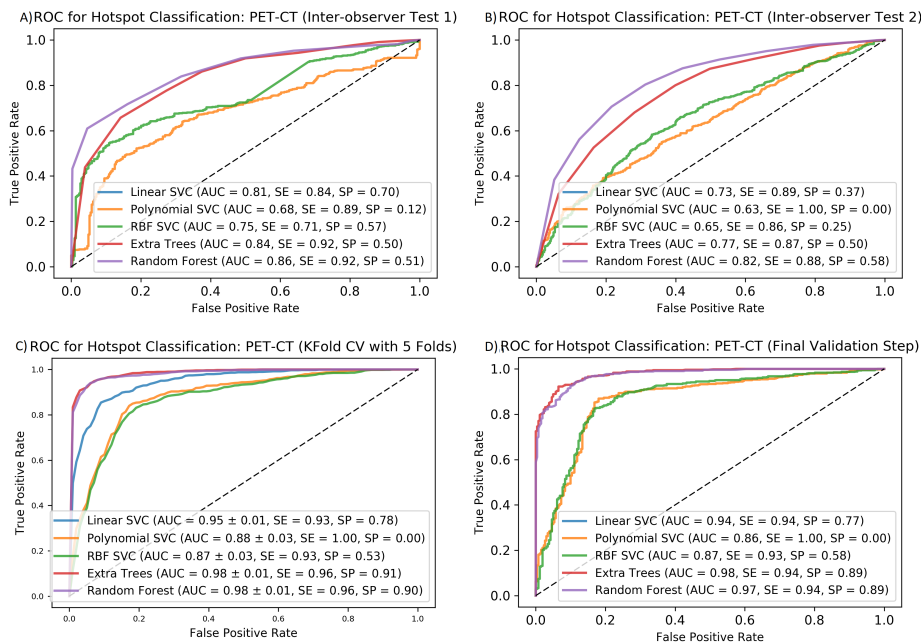 A) ROC for Hotspot Classification: PET-CT (Inter-observer Test 1)
True Positive Rate
1.0
0.8
0.6
0.4
0.2
0.0
Linear SVC (AUC = 0.81, SE = 0.84, SP = 0.70)
Polynomial SVC (AUC = 0.68, SE = 0.89, SP = 0.12)
RBF SVC (AUC = 0.75, SE = 0.71, SP = 0.57)
Extra Trees (AUC = 0.84, SE = 0.92, SP = 0.50)
Random Forest (AUC = 0.86, SE = 0.92, SP = 0.51)
0.0 0.2 0.4 0.6 0.8 1.0
False Positive Rate
B) ROC for Hotspot Classification: PET-CT (Inter-observer Test 2)
True Positive Rate
1.0
0.8
0.6
0.4
0.2
0.0
Linear SVC (AUC = 0.73, SE = 0.89, SP = 0.37)
Polynomial SVC (AUC = 0.63, SE = 1.00, SP = 0.00)
RBF SVC (AUC = 0.65, SE = 0.86, SP = 0.25)
Extra Trees (AUC = 0.77, SE = 0.87, SP = 0.50)
Random Forest (AUC = 0.82, SE = 0.88, SP = 0.58)
0.0 0.2 0.4 0.6 0.8 1.0
False Positive Rate
C) ROC for Hotspot Classification: PET-CT (KFold CV with 5 Folds)
True Positive Rate
1.0
0.8
0.6
0.4
0.2
0.0
Linear SVC (AUC = 0.95 ± 0.01, SE = 0.93, SP = 0.78)
Polynomial SVC (AUC = 0.88 ± 0.03, SE = 1.00, SP = 0.00)
RBF SVC (AUC = 0.87 ± 0.03, SE = 0.93, SP = 0.53)
Extra Trees (AUC = 0.98 ± 0.01, SE = 0.96, SP = 0.91)
Random Forest (AUC = 0.98 ± 0.01, SE = 0.96, SP = 0.90)
0.0 0.2 0.4 0.6 0.8 1.0
False Positive Rate
D) ROC for Hotspot Classification: PET-CT (Final Validation Step)
True Positive Rate
1.0
0.8
0.6
0.4
0.2
0.0
Linear SVC (AUC = 0.94, SE = 0.94, SP = 0.77)
Polynomial SVC (AUC = 0.86, SE = 1.00, SP = 0.00)
RBF SVC (AUC = 0.87, SE = 0.93, SP = 0.58)
Extra Trees (AUC = 0.98, SE = 0.94, SP = 0.89)
Random Forest (AUC = 0.97, SE = 0.94, SP = 0.89)
0.0 0.2 0.4 0.6 0.8 1.0
False Positive Rate